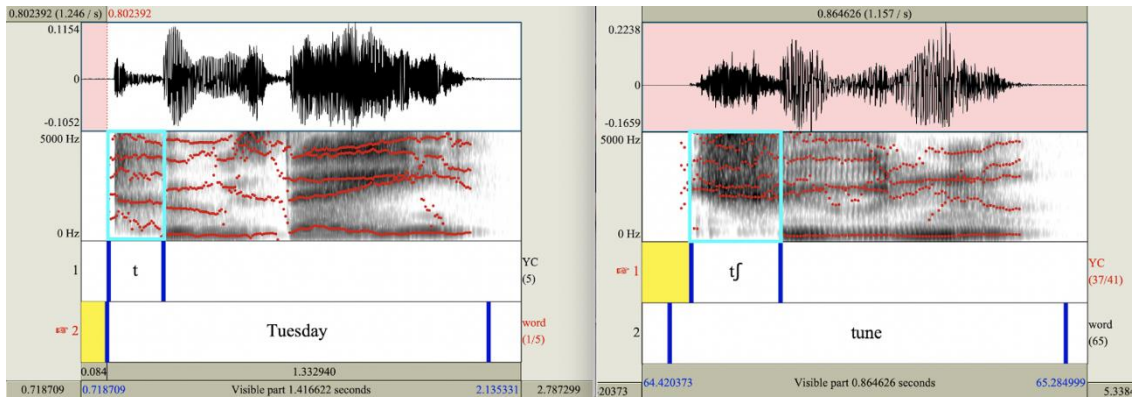 0.802392 (1.246 / s) 0.802392
0.1154
0
-0.1052
5000 Hz
0 Hz
1 t YC
(5)
☞ 2 Tuesday word
(1/5)
0.084 1.332940
0.718709 0.718709 Visible part 1.416622 seconds 2.135331 2.787299
0.864626 (1.157 / s)
0.2238
0
-0.1659
5000 Hz
0 Hz
☞ 1 tʃ YC
(37/41)
2 tune word
(65)
20373 64.420373 Visible part 0.864626 seconds 65.284999 5.3384